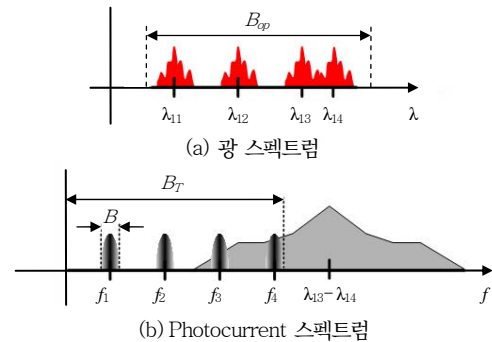 B_op
λ₁₁ λ₁₂ λ₁₃ λ₁₄ λ
(a) 광 스펙트럼
B_T
B
f₁ f₂ f₃ f₄ λ₁₃−λ₁₄ f
(b) Photocurrent 스펙트럼